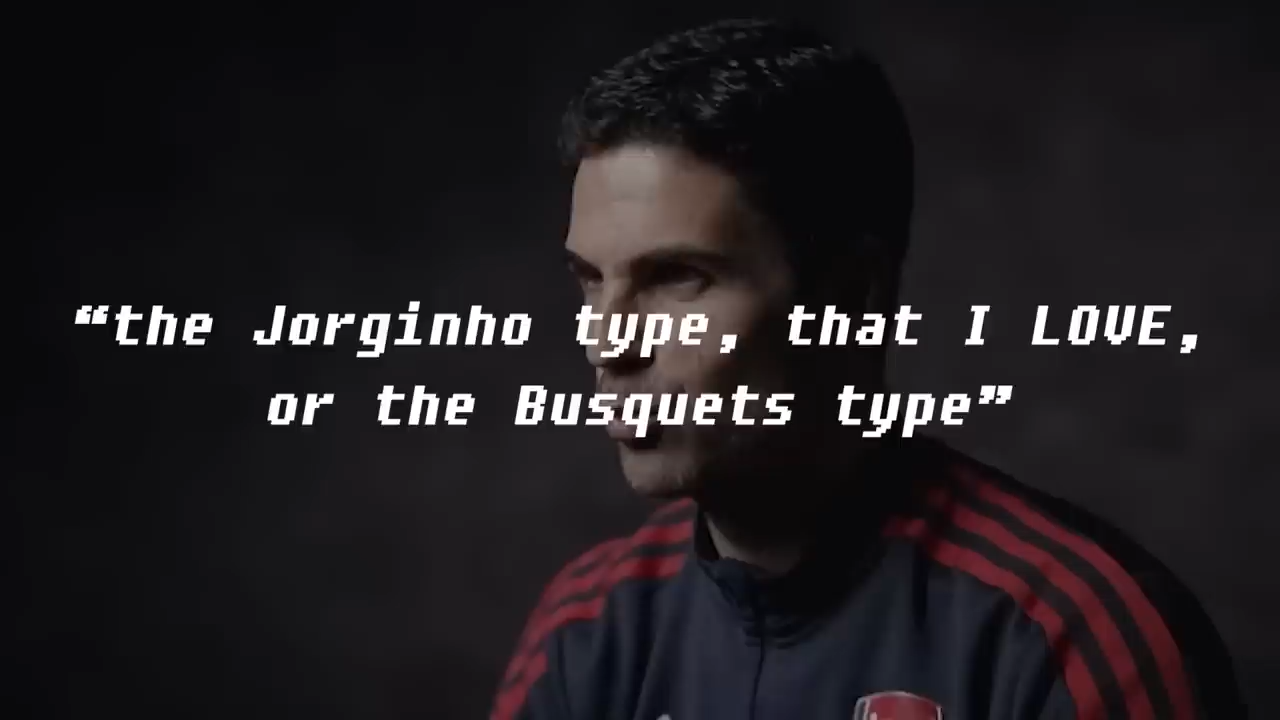 “the Jorginho type, that I LOVE,
or the Busquets type”